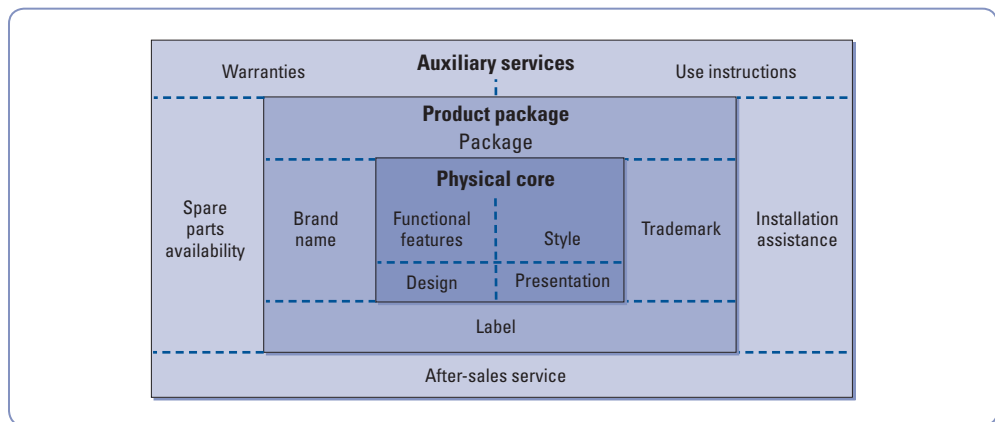 Warranties
Auxiliary services
Use instructions
Product package
Package
Physical core
Spare
parts
availability
Brand
name
Functional
features
Style
Trademark
Installation
assistance
Design
Presentation
Label
After-sales service